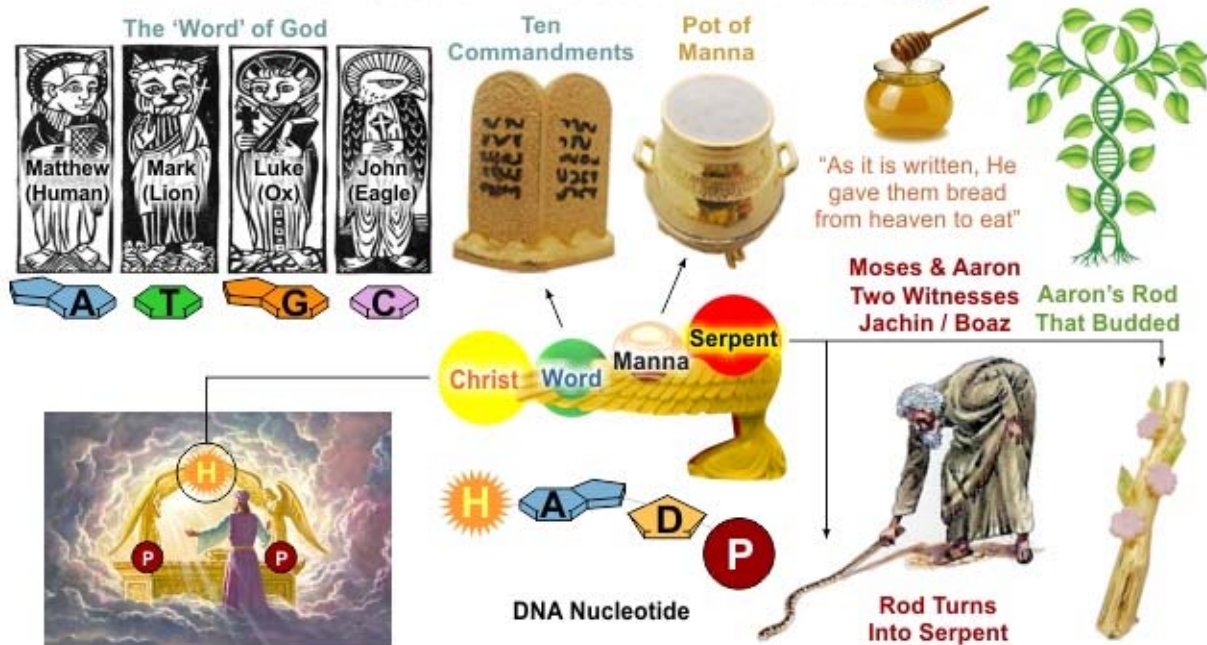 The ‘Word’ of God
Matthew
(Human)
Mark
(Lion)
Luke
(Ox)
John
(Eagle)
A
T
G
C
Ten
Commandments
Pot of
Manna
“As it is written, He
gave them bread
from heaven to eat”
Moses & Aaron
Two Witnesses
Jachin / Boaz
Aaron’s Rod
That Budded
Christ
Word
Manna
Serpent
H
P
P
H
A
D
P
DNA Nucleotide
Rod Turns
Into Serpent